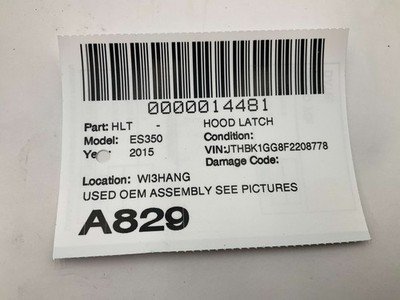 0000014481
Part: HLT - HOOD LATCH
Model: ES350 Condition:
Ye 2015 VIN:JTHBK1GG8F2208778
Damage Code:
Location: WI3HANG
USED OEM ASSEMBLY SEE PICTURES
A829